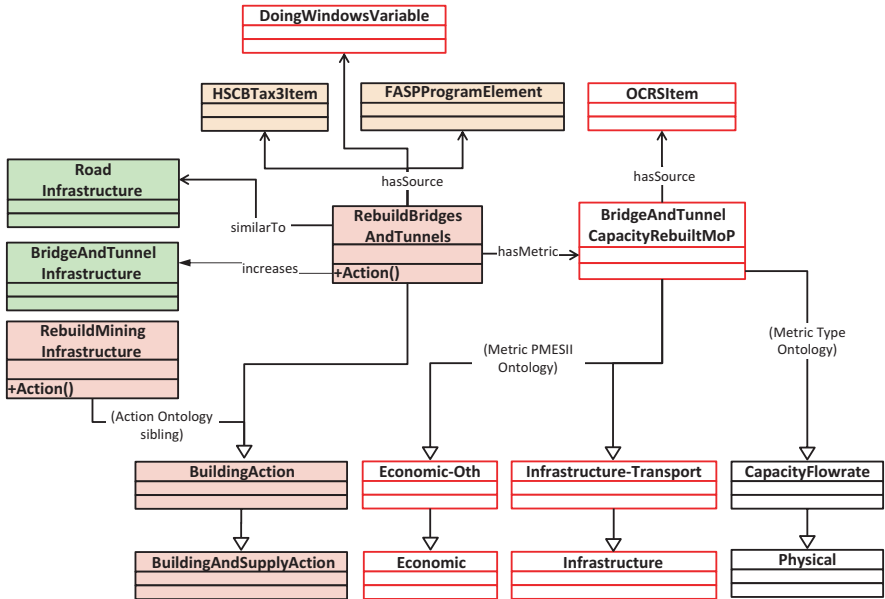 DoingWindowsVariable
HSCBTax3Item
FASPProgramElement
OCRSItem
Road
Infrastructure
hasSource
hasSource
similarTo
RebuildBridges
AndTunnels
+Action()
BridgeAndTunnel
CapacityRebuiltMoP
hasMetric
BridgeAndTunnel
Infrastructure
increases
RebuildMining
Infrastructure
+Action()
(Metric PMESII
Ontology)
(Metric Type
Ontology)
(Action Ontology
sibling)
BuildingAction
Economic-Oth
Infrastructure-Transport
CapacityFlowrate
BuildingAndSupplyAction
Economic
Infrastructure
Physical